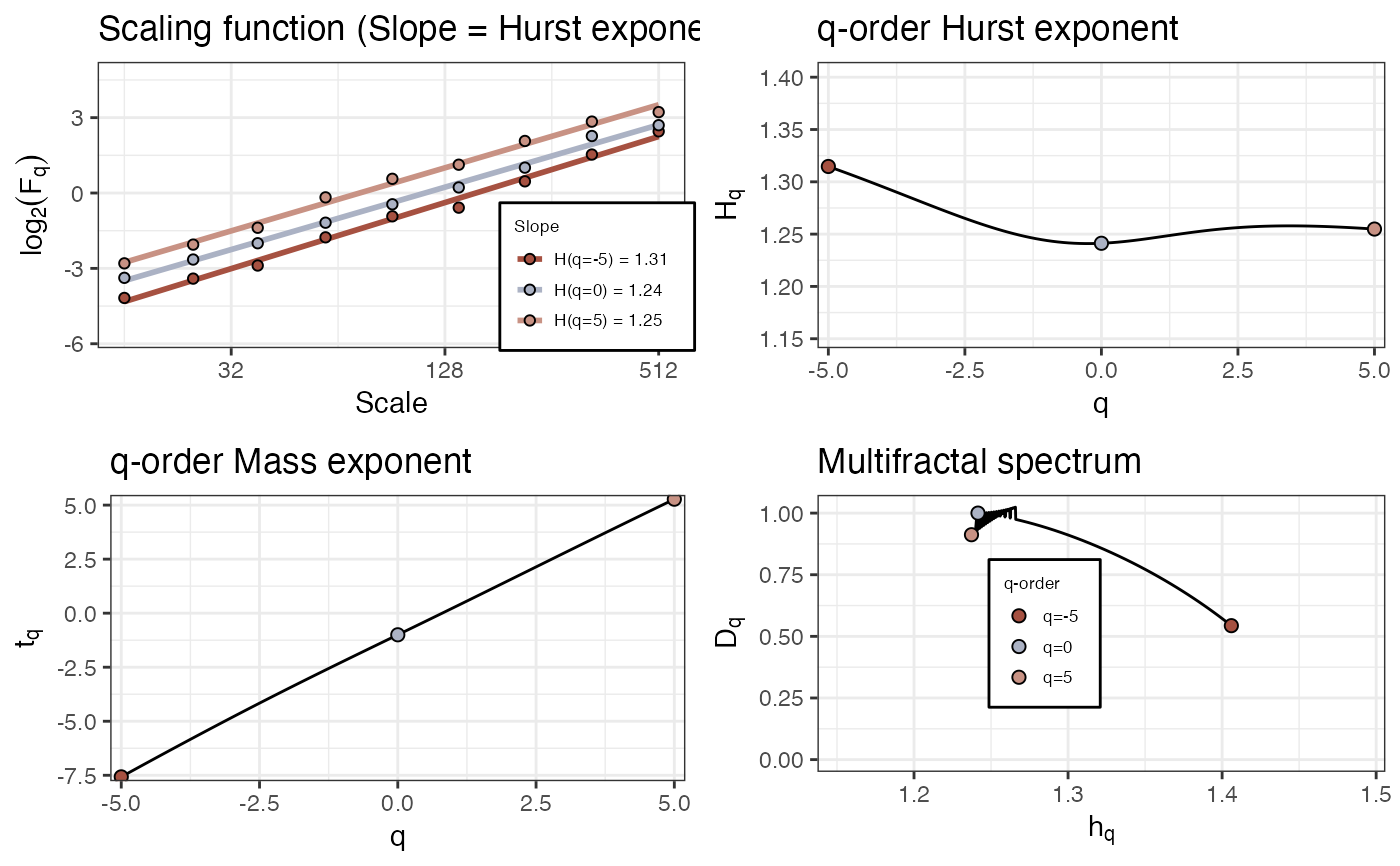 Scaling function (Slope = Hurst expone
log2(Fq)
3
0
-3
-6
32
128
512
Scale
Slope
H(q=-5) = 1.31
H(q=0) = 1.24
H(q=5) = 1.25
q-order Hurst exponent
Hq
1.40
1.35
1.30
1.25
1.20
1.15
-5.0
-2.5
0.0
2.5
5.0
q
q-order Mass exponent
tq
5.0
2.5
0.0
-2.5
-5.0
-7.5
-5.0
-2.5
0.0
2.5
5.0
q
Multifractal spectrum
Dq
1.00
0.75
0.50
0.25
0.00
1.2
1.3
1.4
1.5
hq
q-order
q=-5
q=0
q=5